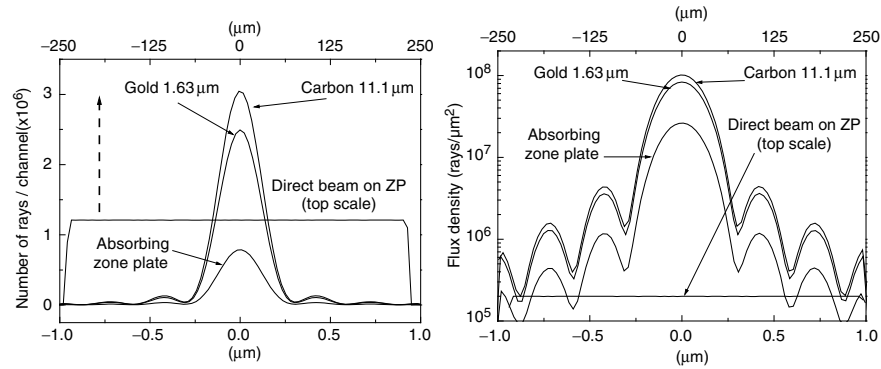 (μm)
−250 −125 0 125 250
Number of rays / channel(x10⁶)
3
2
1
0
Gold 1.63 μm
Carbon 11.1 μm
Direct beam on ZP
(top scale)
Absorbing
zone plate
−1.0 −0.5 0.0 0.5 1.0
(μm)
(μm)
−250 −125 0 125 250
Flux density (rays/μm²)
10⁸
10⁷
10⁶
10⁵
Gold 1.63 μm
Carbon 11.1 μm
Absorbing
zone plate
Direct beam on ZP
(top scale)
−1.0 −0.5 0.0 0.5 1.0
(μm)